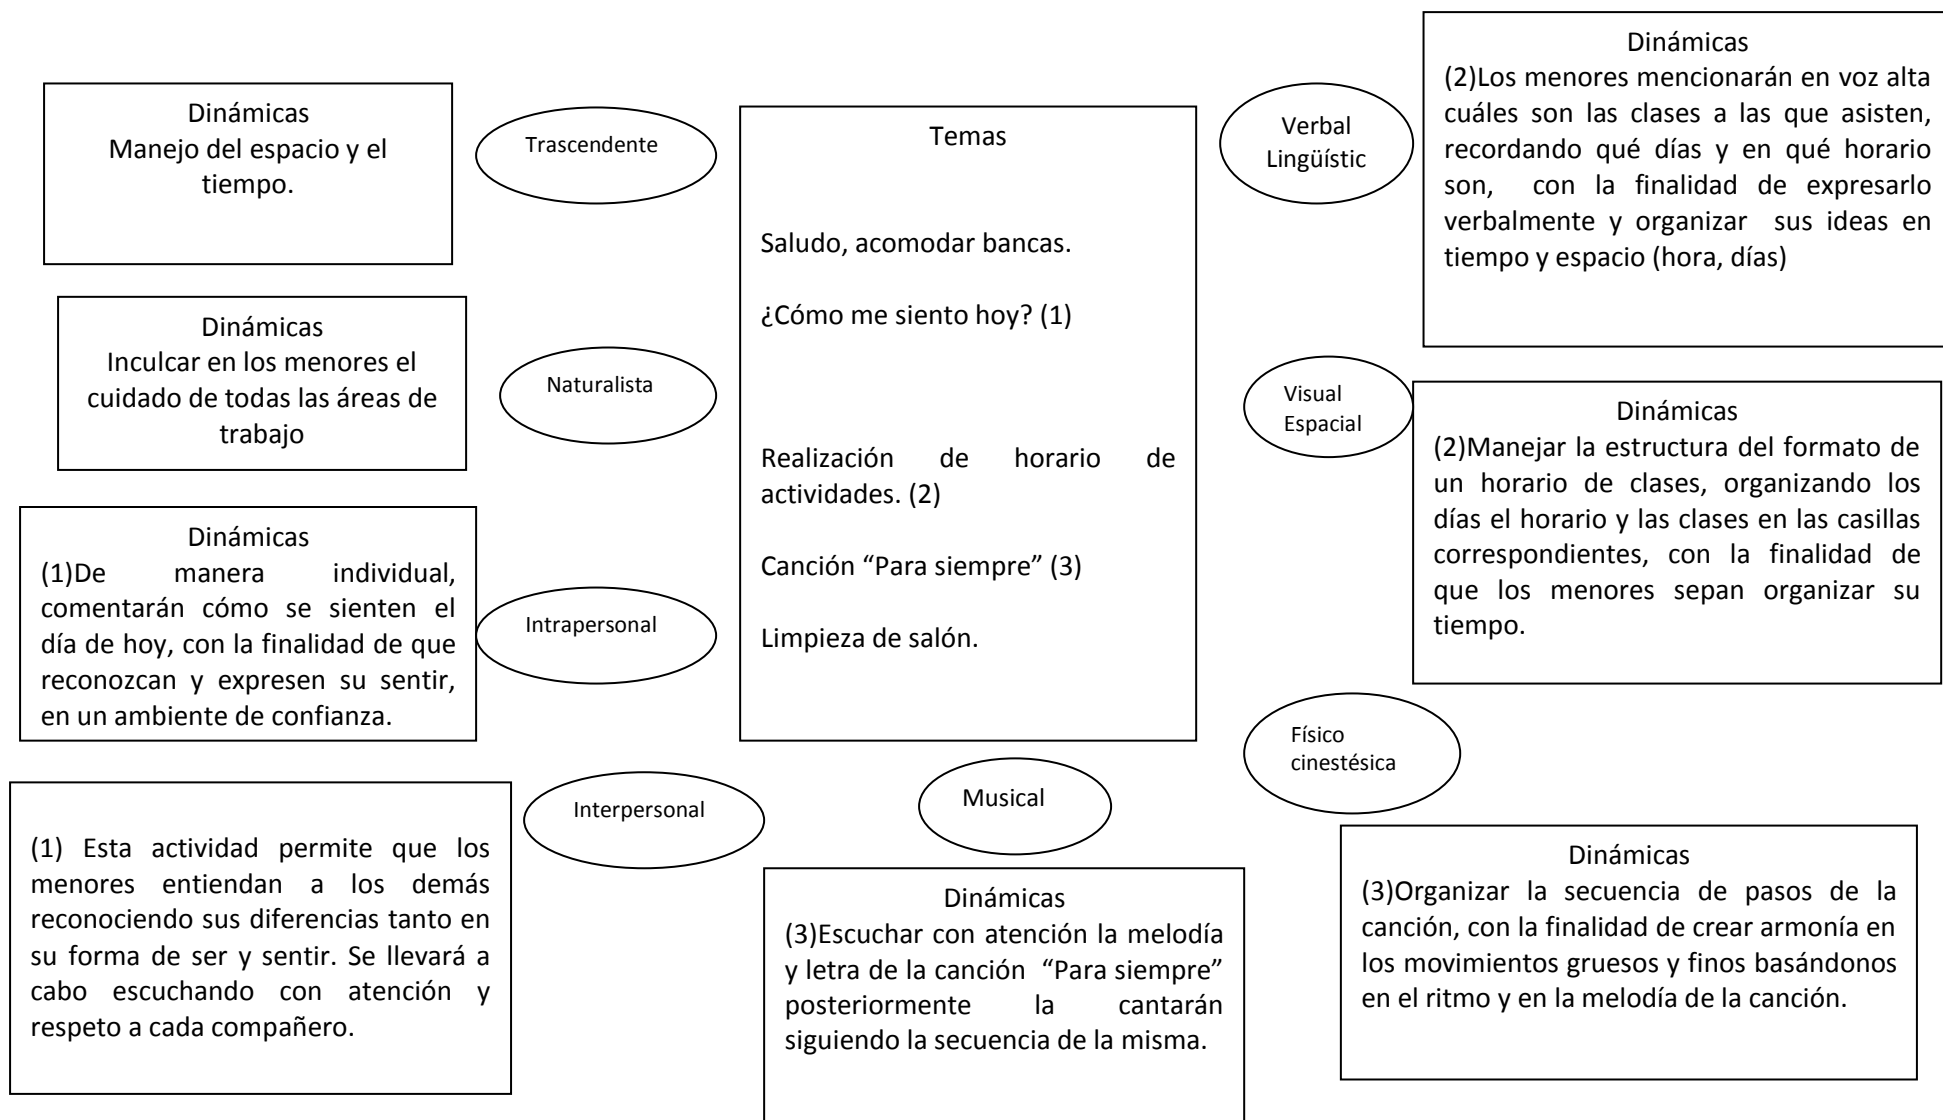 Dinámicas
Manejo del espacio y el
tiempo.
Trascendente
Dinámicas
Inculcar en los menores el
cuidado de todas las áreas de
trabajo
Naturalista
Dinámicas
(1)De manera individual,
comentarán cómo se sienten el
día de hoy, con la finalidad de que
reconozcan y expresen su sentir,
en un ambiente de confianza.
Intrapersonal
(1) Esta actividad permite que los
menores entiendan a los demás
reconociendo sus diferencias tanto en
su forma de ser y sentir. Se llevará a
cabo escuchando con atención y
respeto a cada compañero.
Interpersonal
Temas
Saludo, acomodar bancas.
¿Cómo me siento hoy? (1)
Realización de horario de
actividades. (2)
Canción “Para siempre” (3)
Limpieza de salón.
Musical
Dinámicas
(3)Escuchar con atención la melodía
y letra de la canción “Para siempre”
posteriormente la cantarán
siguiendo la secuencia de la misma.
Verbal
Lingüístic
Dinámicas
(2)Los menores mencionarán en voz alta
cuáles son las clases a las que asisten,
recordando qué días y en qué horario
son, con la finalidad de expresarlo
verbalmente y organizar sus ideas en
tiempo y espacio (hora, días)
Visual
Espacial
Dinámicas
(2)Manejar la estructura del formato de
un horario de clases, organizando los
días el horario y las clases en las casillas
correspondientes, con la finalidad de
que los menores sepan organizar su
tiempo.
Físico
cinestésica
Dinámicas
(3)Organizar la secuencia de pasos de la
canción, con la finalidad de crear armonía en
los movimientos gruesos y finos basándonos
en el ritmo y en la melodía de la canción.